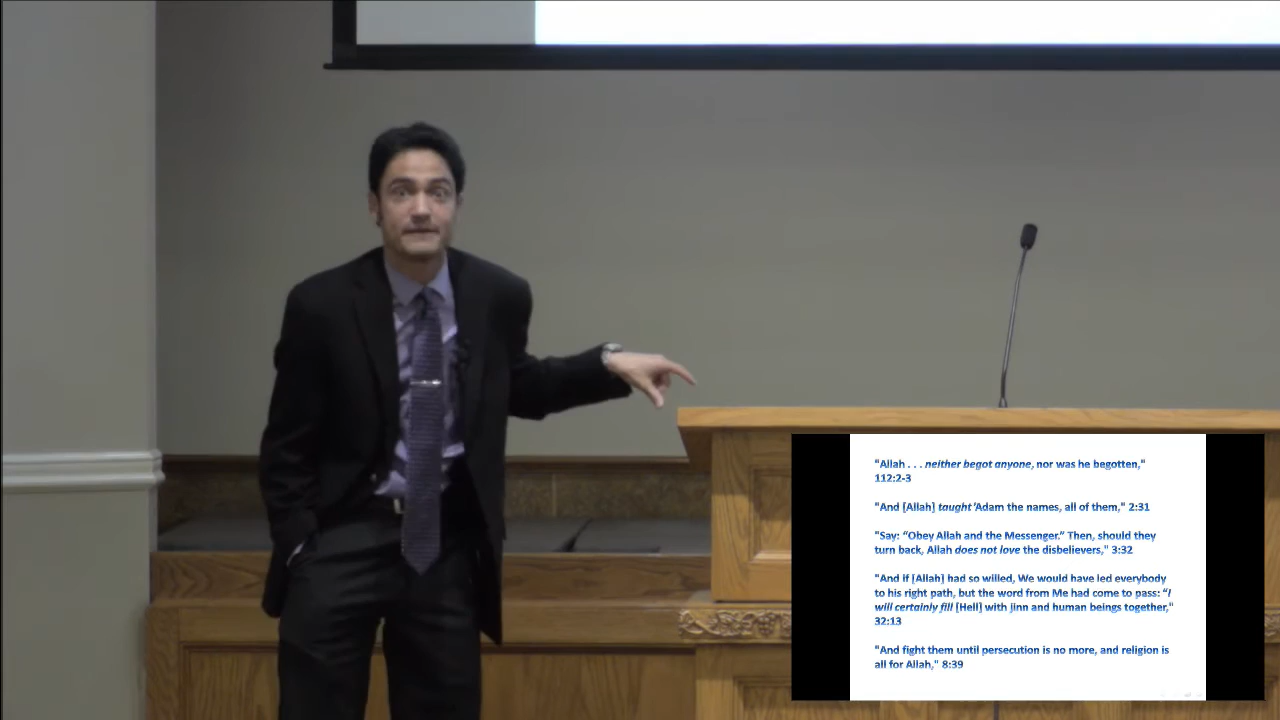 "Allah . . . neither begot anyone, nor was he begotten,"
112:2-3
"And [Allah] taught 'Adam the names, all of them," 2:31
"Say: “Obey Allah and the Messenger.” Then, should they
turn back, Allah does not love the disbelievers," 3:32
"And if [Allah] had so willed, We would have led everybody
to his right path, but the word from Me had come to pass: “I
will certainly fill [Hell] with jinn and human beings together,"
32:13
"And fight them until persecution is no more, and religion is
all for Allah," 8:39